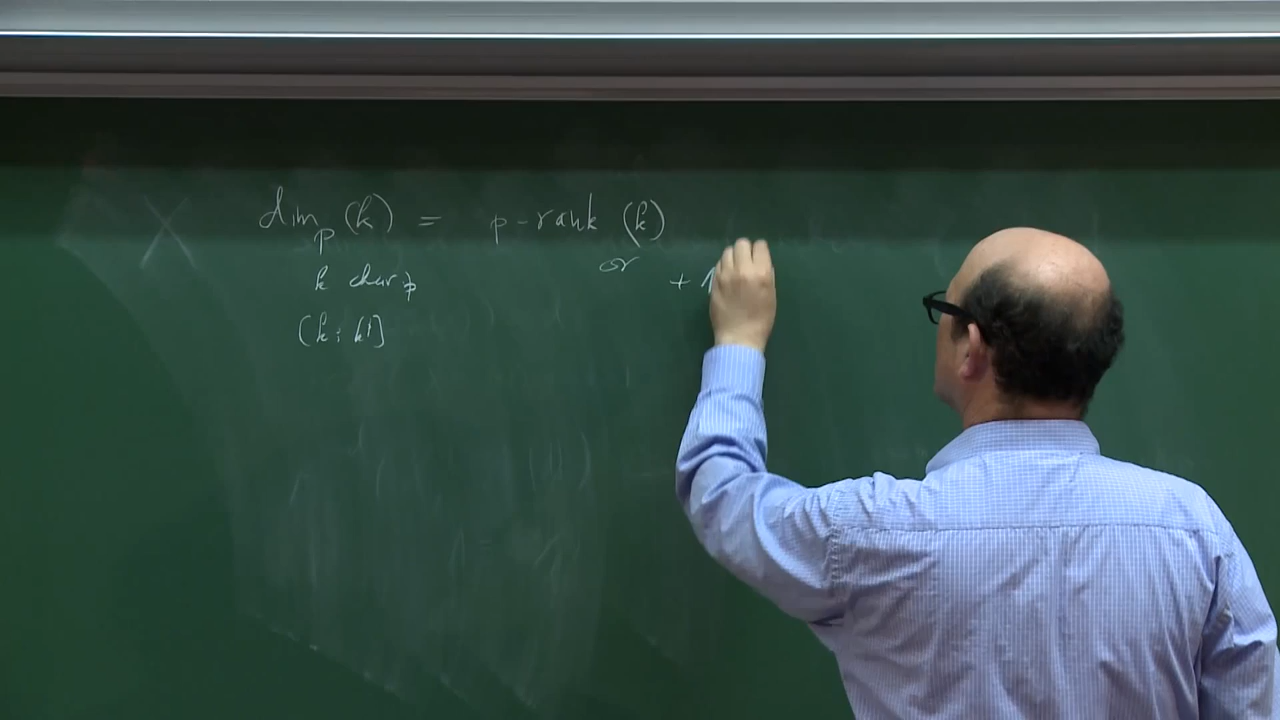 dim_p (k) = p-rank (k)
k char p or + 1
[k : k^p]